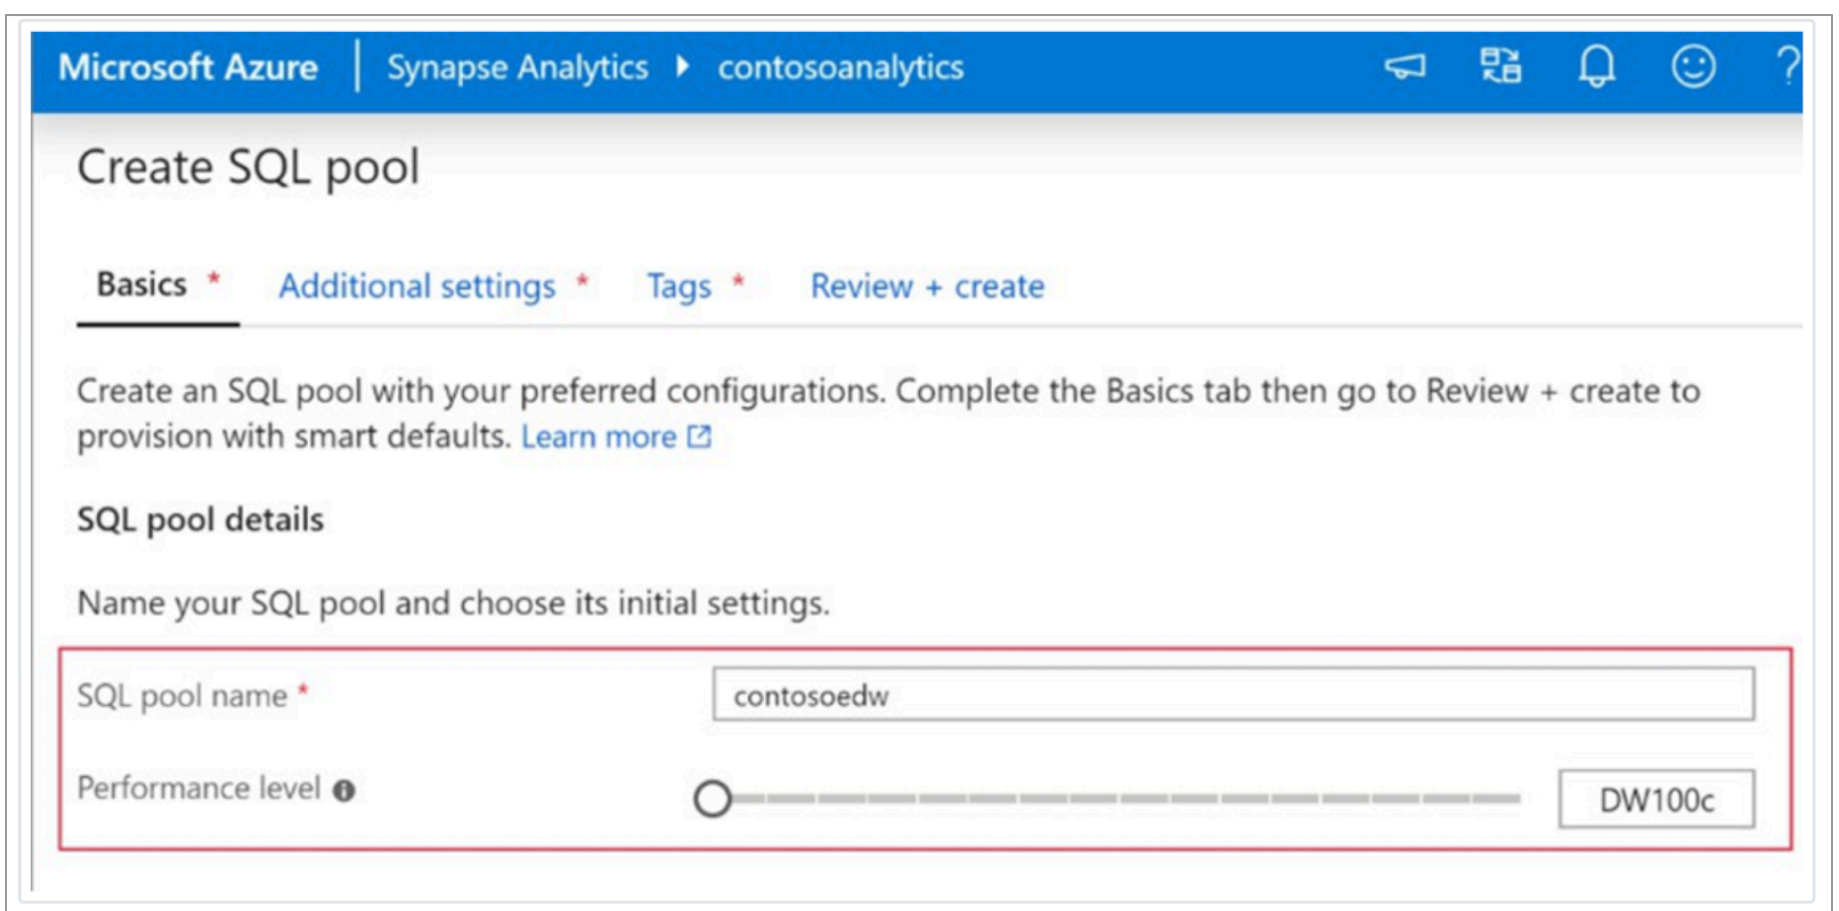 Microsoft Azure | Synapse Analytics contosoanalytics ?
Create SQL pool
Basics * Additional settings * Tags * Review + create
Create an SQL pool with your preferred configurations. Complete the Basics tab then go to Review + create to
provision with smart defaults. Learn more
SQL pool details
Name your SQL pool and choose its initial settings.
SQL pool name * contosoedw
Performance level DW100c